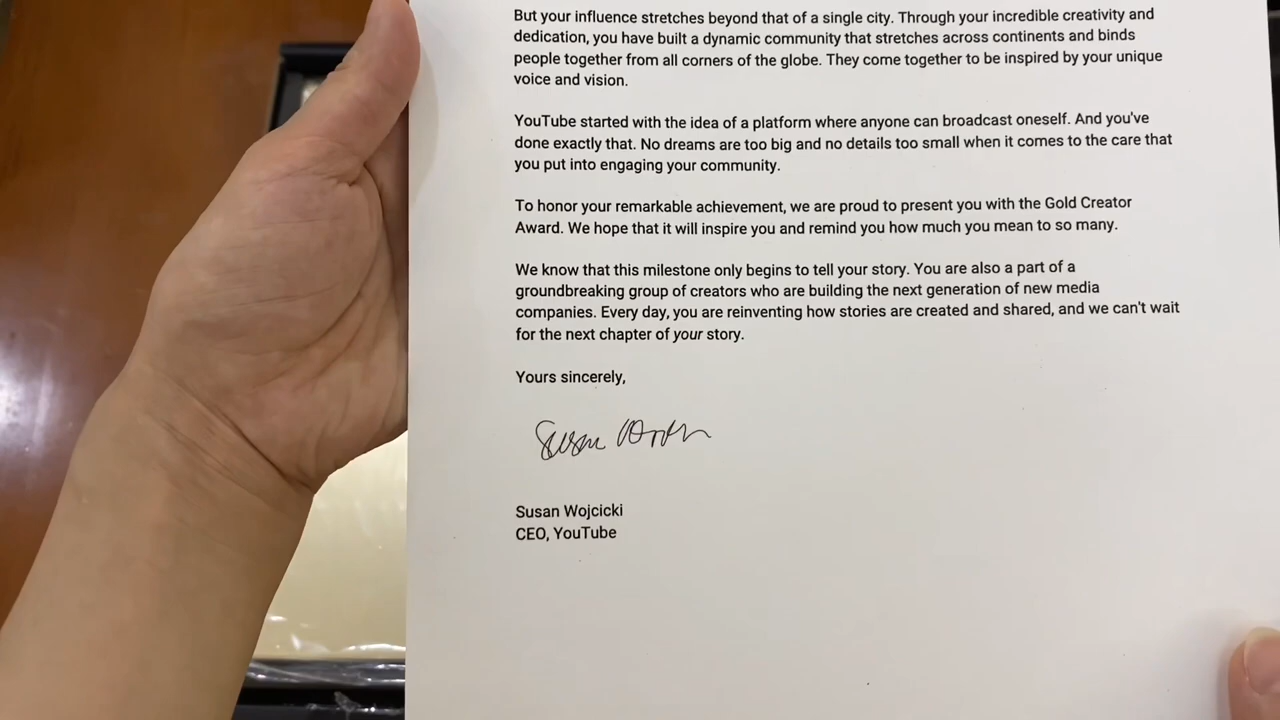 But your influence stretches beyond that of a single city. Through your incredible creativity and
dedication, you have built a dynamic community that stretches across continents and binds
people together from all corners of the globe. They come together to be inspired by your unique
voice and vision.
YouTube started with the idea of a platform where anyone can broadcast oneself. And you've
done exactly that. No dreams are too big and no details too small when it comes to the care that
you put into engaging your community.
To honor your remarkable achievement, we are proud to present you with the Gold Creator
Award. We hope that it will inspire you and remind you how much you mean to so many.
We know that this milestone only begins to tell your story. You are also a part of a
groundbreaking group of creators who are building the next generation of new media
companies. Every day, you are reinventing how stories are created and shared, and we can't wait
for the next chapter of your story.
Yours sincerely,
Susan Wojcicki
CEO, YouTube